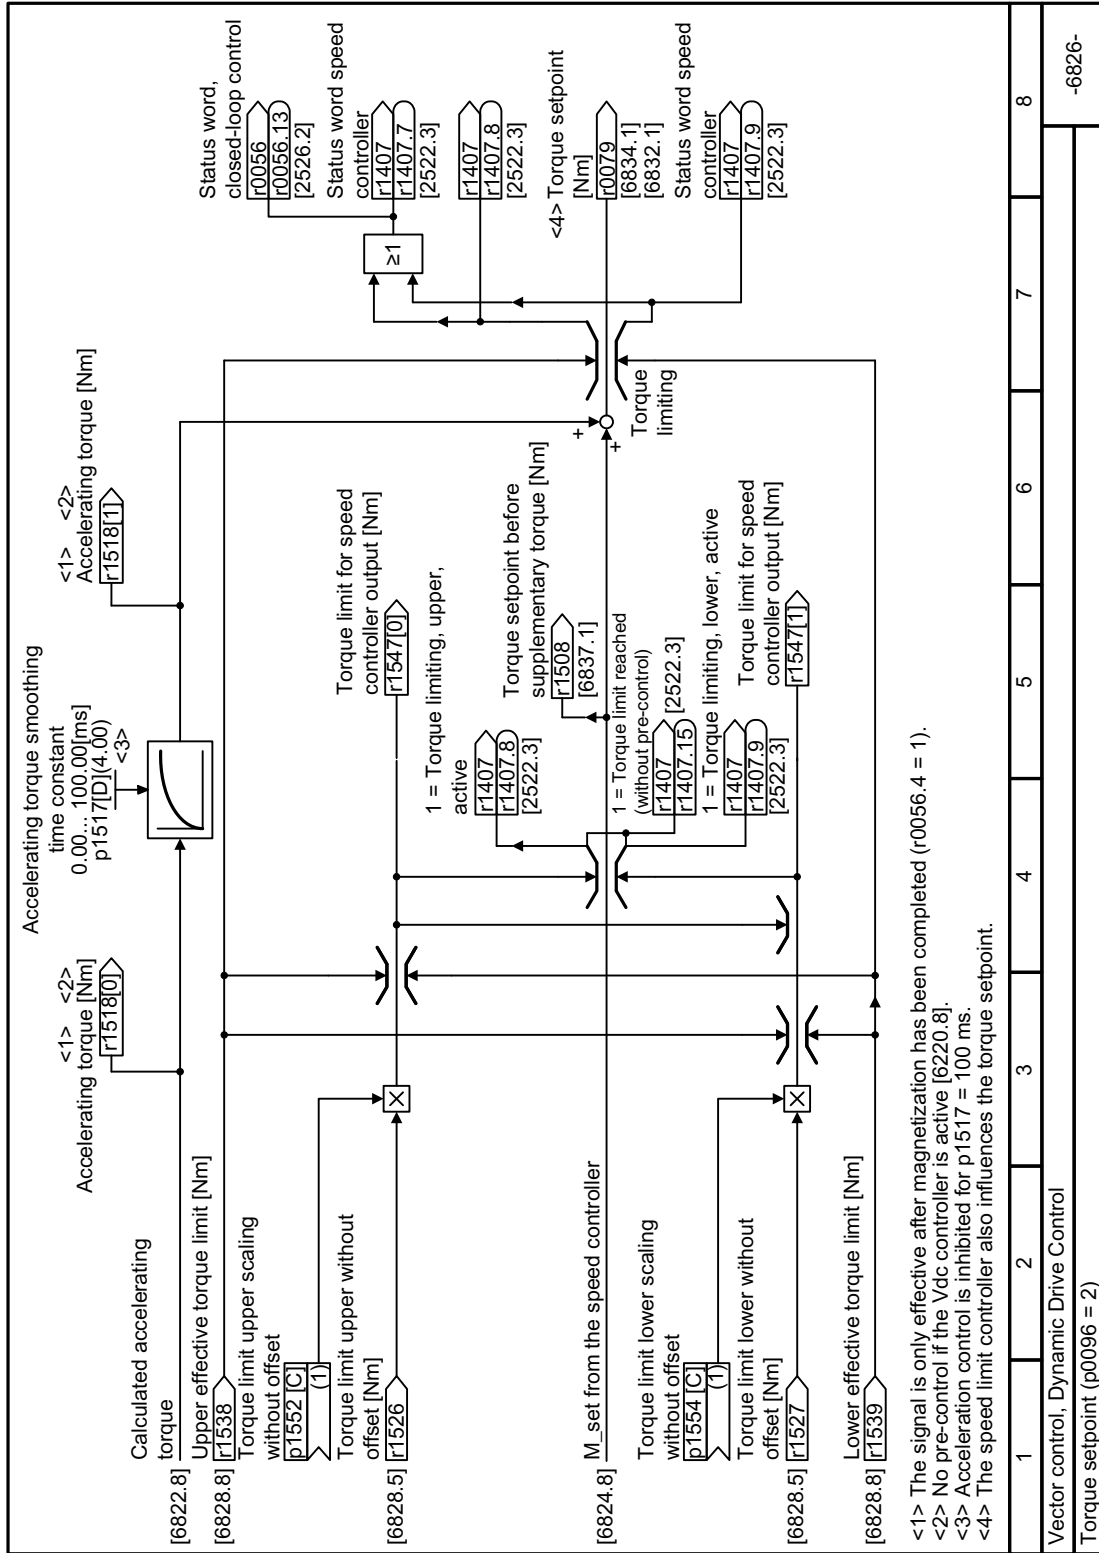 Accelerating torque smoothing
time constant
0.00... 100.00[ms]
p1517[D](4.00)
<3>
<1> <2>
Accelerating torque [Nm]
r1518[0]
<1> <2>
Accelerating torque [Nm]
r1518[1]
Calculated accelerating
torque
[6822.8]
Upper effective torque limit [Nm]
[6828.8]
r1538
Torque limit upper scaling
without offset
p1552 [C]
(1)
Torque limit upper without
offset [Nm]
[6828.5]
r1526
X
Torque limit for speed
controller output [Nm]
r1547[0]
1 = Torque limiting, upper,
active
r1407
r1407.8
[2522.3]
Torque setpoint before
supplementary torque [Nm]
r1508
[6837.1]
M_set from the speed controller
[6824.8]
1 = Torque limit reached
(without pre-control)
r1407
r1407.15
[2522.3]
1 = Torque limiting, lower, active
r1407
r1407.9
[2522.3]
Torque limit for speed
controller output [Nm]
r1547[1]
Torque limit lower scaling
without offset
p1554 [C]
(1)
Torque limit lower without
offset [Nm]
[6828.5]
r1527
X
Lower effective torque limit [Nm]
[6828.8]
r1539
+
+
Torque
limiting
≥1
Status word,
closed-loop control
r0056
r0056.13
[2526.2]
Status word speed
controller
r1407
r1407.7
[2522.3]
r1407
r1407.8
[2522.3]
<4> Torque setpoint
[Nm]
r0079
[6834.1]
[6832.1]
Status word speed
controller
r1407
r1407.9
[2522.3]
<1> The signal is only effective after magnetization has been completed (r0056.4 = 1).
<2> No pre-control if the Vdc controller is active [6220.8].
<3> Acceleration control is inhibited for p1517 = 100 ms.
<4> The speed limit controller also influences the torque setpoint.
1 2 3 4 5 6 7 8
Vector control, Dynamic Drive Control
Torque setpoint (p0096 = 2)
-6826-